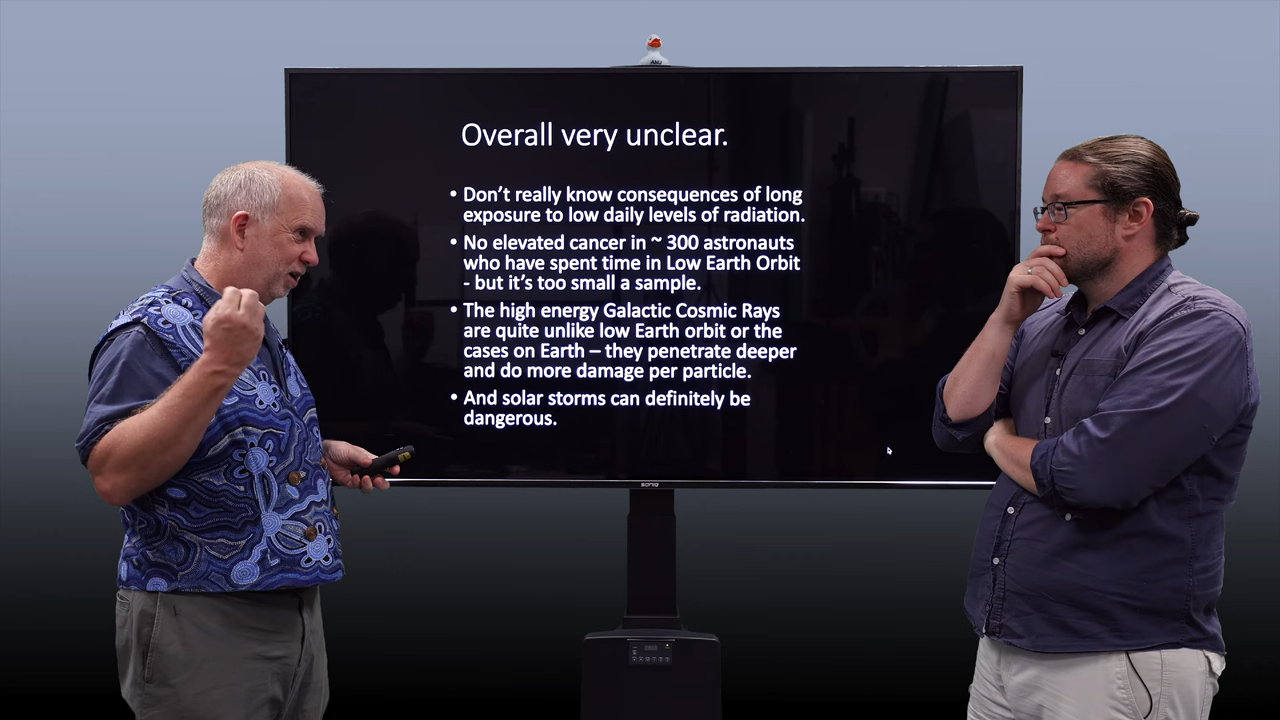 ANU
Overall very unclear.
• Don't really know consequences of long
exposure to low daily levels of radiation.
• No elevated cancer in ~ 300 astronauts
who have spent time in Low Earth Orbit
- but it's too small a sample.
• The high energy Galactic Cosmic Rays
are quite unlike low Earth orbit or the
cases on Earth – they penetrate deeper
and do more damage per particle.
• And solar storms can definitely be
dangerous.
soniq